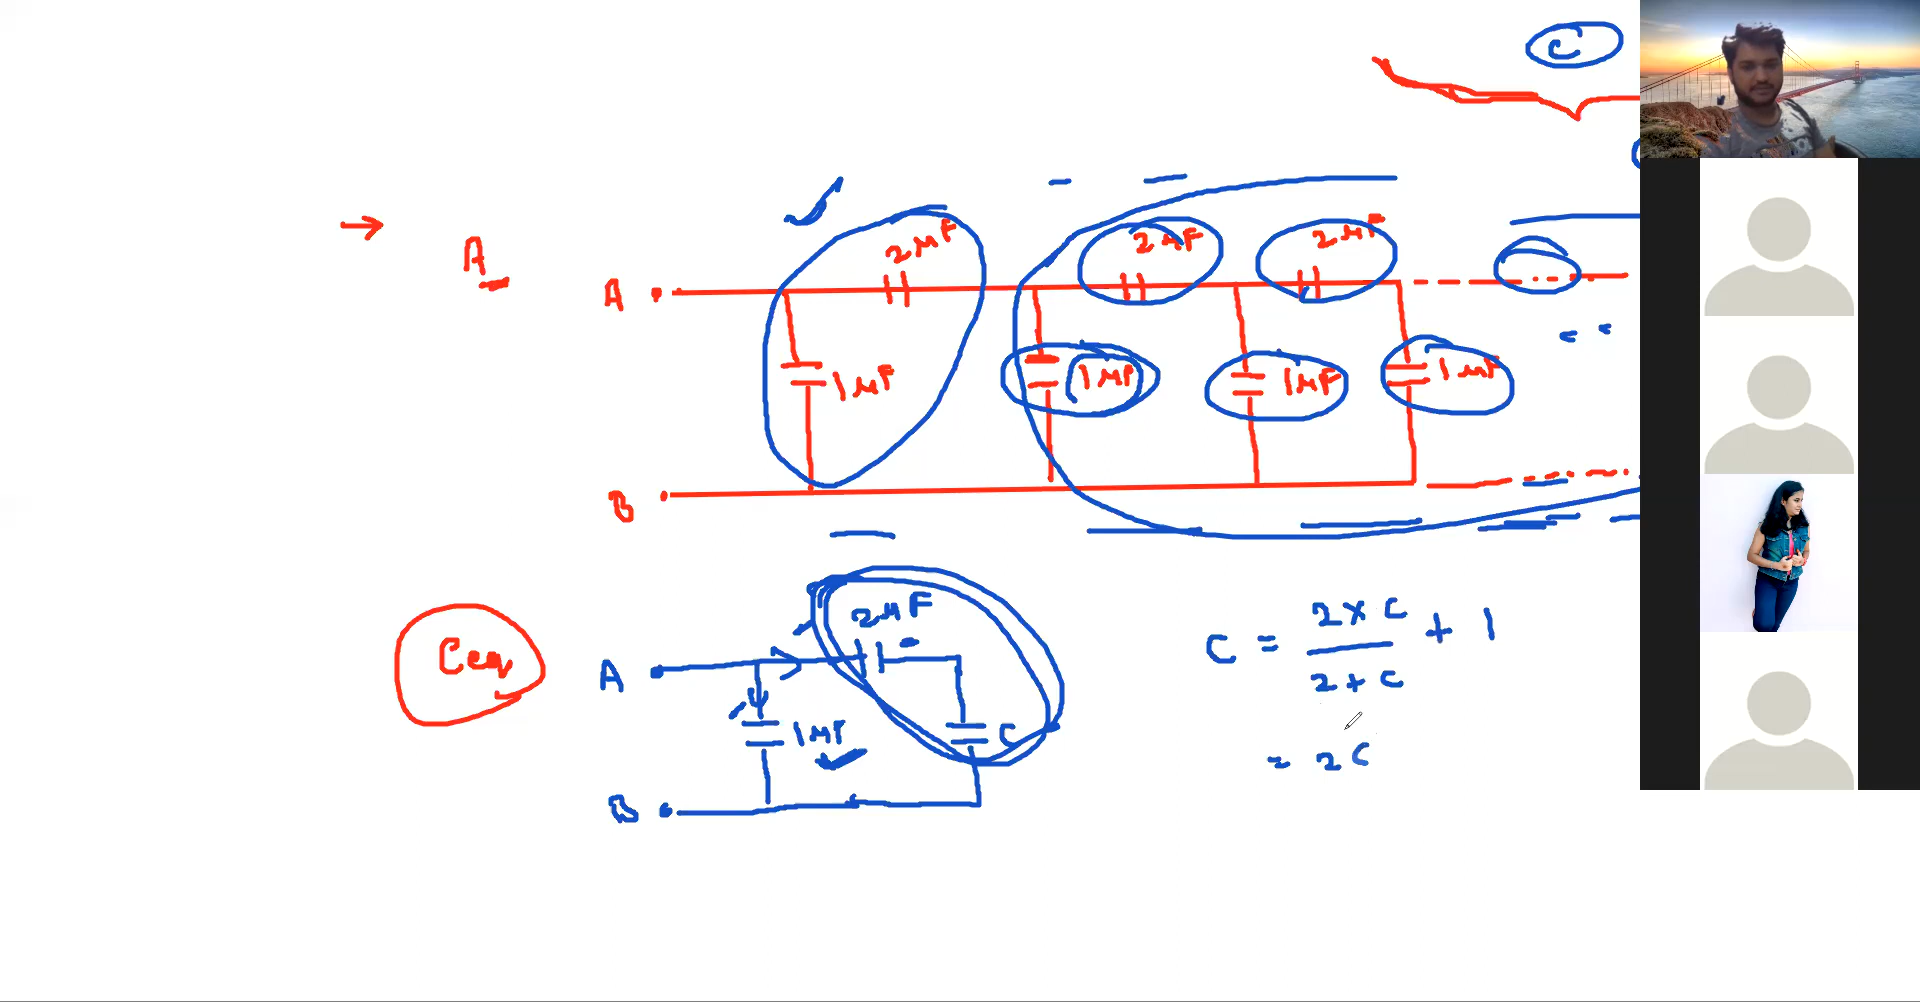 C
A
2μF 2μF 2μF
A
1μF 1μF 1μF 1μF
B
Ceq
2μF
A
1μF C
B
C = 2×C / 2+C + 1
= 2C